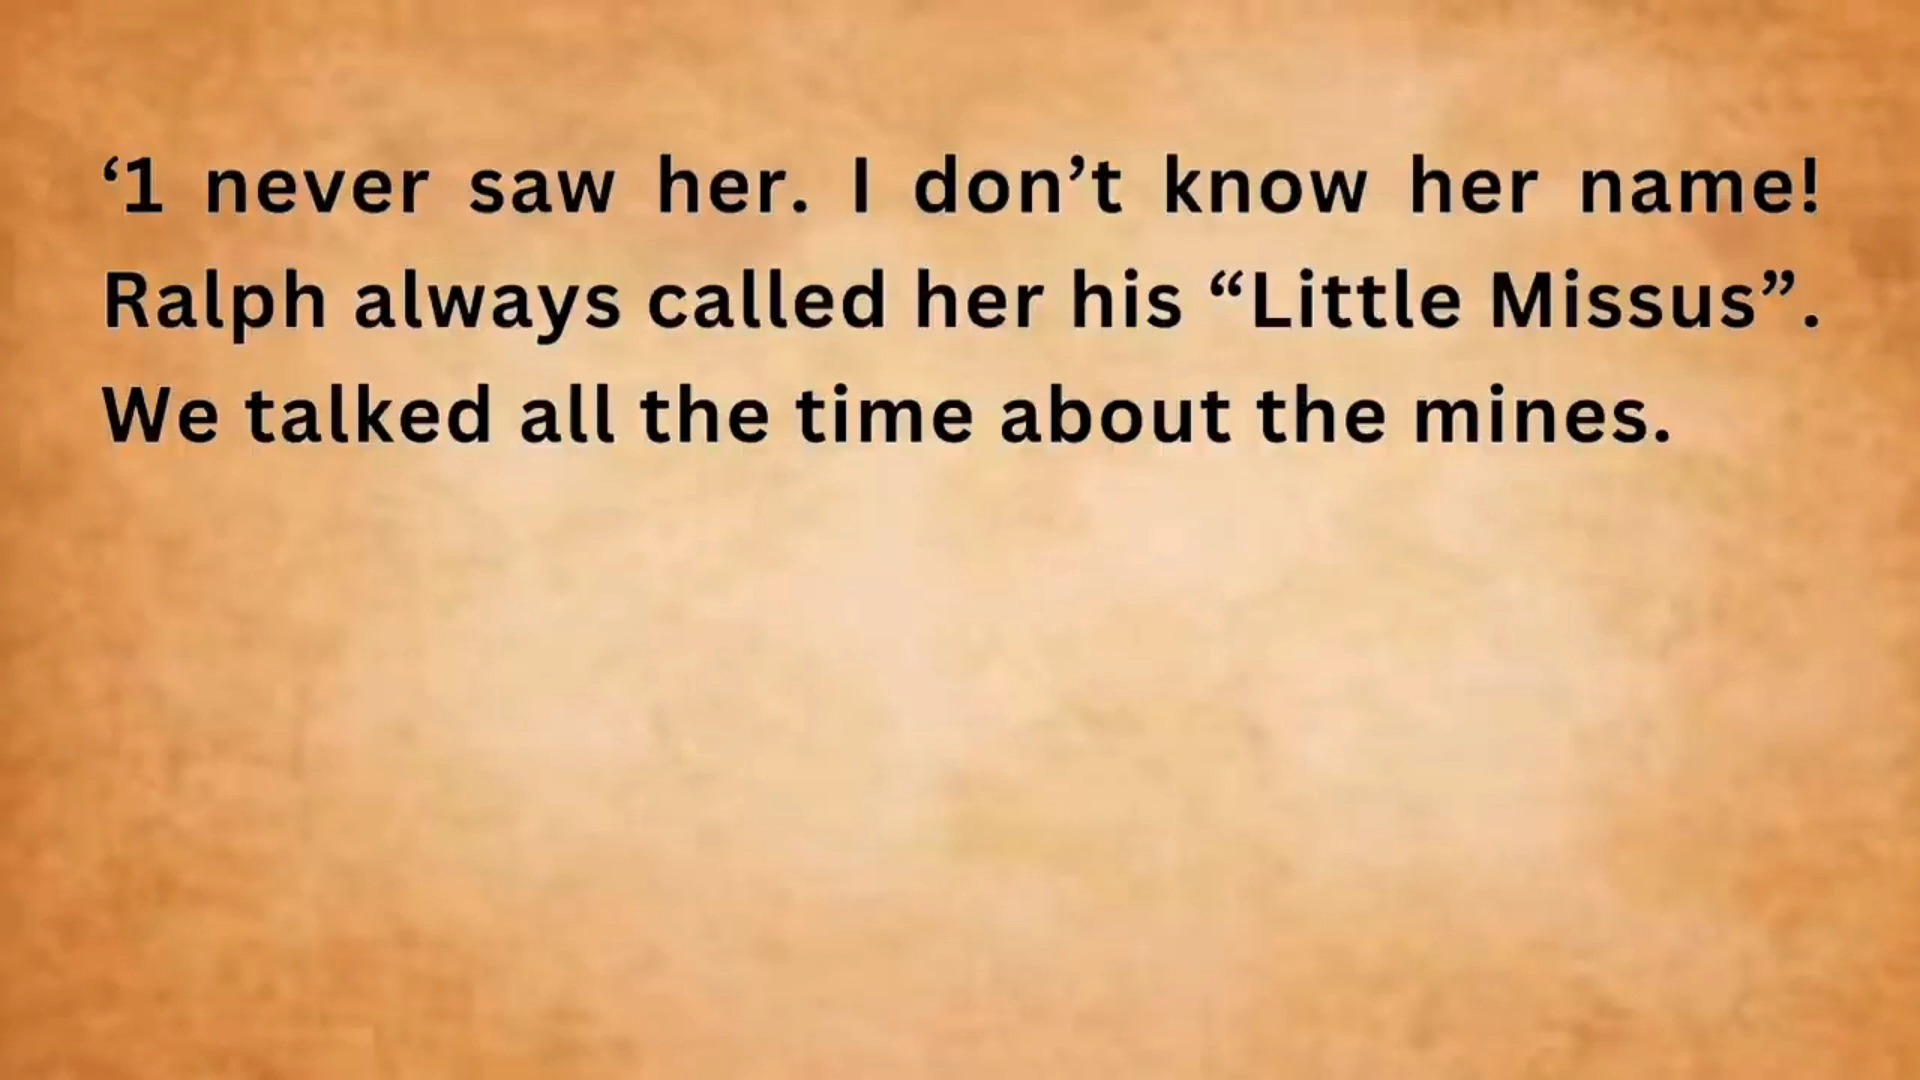 ‘1 never saw her. I don’t know her name!
Ralph always called her his “Little Missus”.
We talked all the time about the mines.